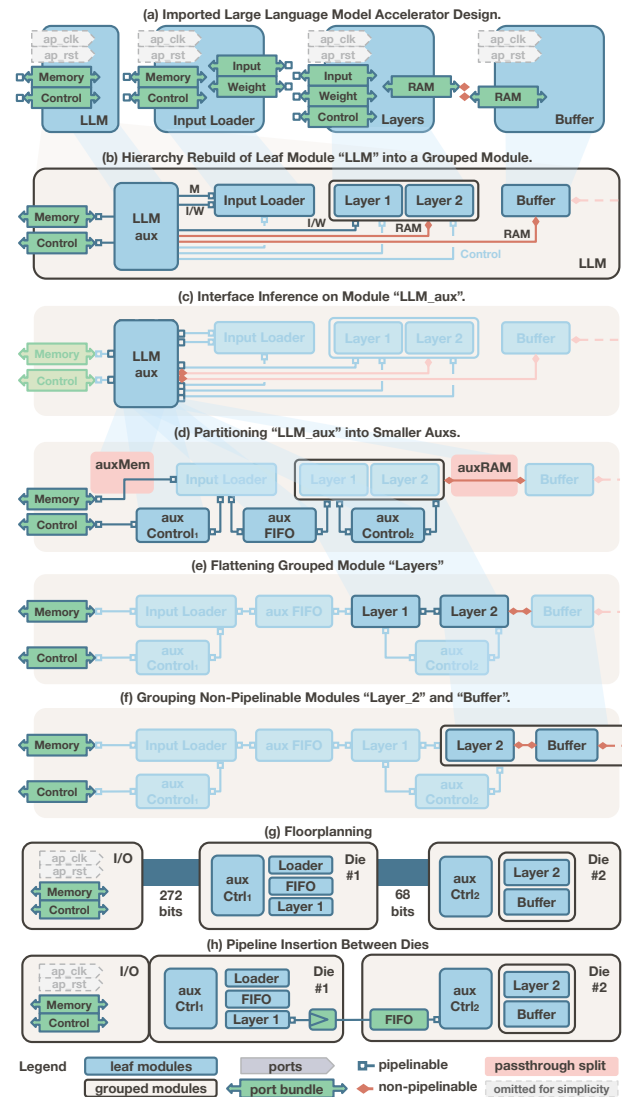 (a) Imported Large Language Model Accelerator Design.
ap_clk ap_clk ap_clk ap_clk
ap_rst ap_rst ap_rst ap_rst
Memory Memory Input Input
Control Control Weight Weight RAM RAM
Control
LLM Input Loader Layers Buffer
(b) Hierarchy Rebuild of Leaf Module “LLM” into a Grouped Module.
Memory
Control
LLM
aux
M
I/W
Input Loader
I/W
Layer 1 Layer 2
RAM
Control
RAM
Buffer
LLM
(c) Interface Inference on Module “LLM_aux”.
Memory
Control
LLM
aux
Input Loader
Layer 1 Layer 2
Buffer
(d) Partitioning “LLM_aux” into Smaller Auxs.
auxMem
Input Loader
Layer 1 Layer 2
auxRAM
Buffer
Memory
Control
aux
Control₁
aux
FIFO
aux
Control₂
(e) Flattening Grouped Module “Layers”
Memory Input Loader aux FIFO Layer 1 Layer 2 Buffer
Control
aux
Control₁
aux
Control₂
(f) Grouping Non-Pipelinable Modules “Layer_2” and “Buffer”.
Memory Input Loader aux FIFO Layer 1 Layer 2 Buffer
Control
aux
Control₁
aux
Control₂
(g) Floorplanning
ap_clk
ap_rst
Memory
Control
I/O
272
bits
aux
Ctrl₁
Loader
FIFO
Layer 1
Die
#1
68
bits
aux
Ctrl₂
Layer 2
Buffer
Die
#2
(h) Pipeline Insertion Between Dies
ap_clk
ap_rst
Memory
Control
I/O
aux
Ctrl₁
Loader
FIFO
Layer 1
Die
#1
FIFO
aux
Ctrl₂
Layer 2
Buffer
Die
#2
Legend leaf modules ports pipelinable passthrough split
grouped modules port bundle non-pipelinable omitted for simplicity